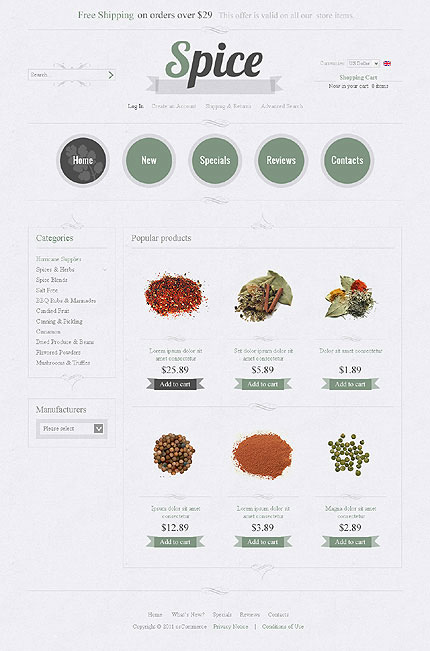 Free Shipping on orders over $29 This offer is valid on all our store items.
Search...
Spice
Currencies: US Dollar
Shopping Cart
Now in your cart 0 items
Log In Create an Account Shipping & Returns Advanced Search
Home New Specials Reviews Contacts
Categories
Hurricane Supplies
Spices & Herbs
Spice Blends
Salt Free
BBQ Rubs & Marinades
Candied Fruit
Canning & Pickling
Cinnamon
Dried Produce & Beans
Flavored Powders
Mushrooms & Truffles
Manufacturers
Please select
Popular products
Lorem ipsum dolor sit
amet consectetur
$25.89
Add to cart
Set dolor ipsum dolor sit
amet consectetur
$5.89
Add to cart
Dolor sit amet consectetur
$1.89
Add to cart
Ipsum dolor sit amet
consectetur
$12.89
Add to cart
Lorem ipsum dolor sit
amet consectetur
$3.89
Add to cart
Magna dolor sit amet
consectetur
$2.89
Add to cart
Home What's New? Specials Reviews Contacts
Copyright © 2011 osCommerce Privacy Notice | Conditions of Use